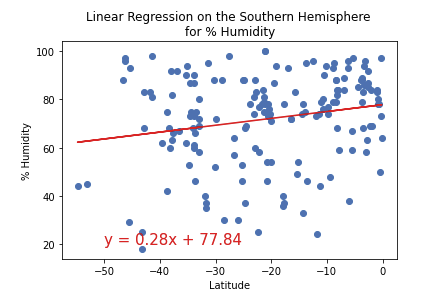 Linear Regression on the Southern Hemisphere
for % Humidity
100
80
60
40
20
% Humidity
y = 0.28x + 77.84
−50
−40
−30
−20
−10
0
Latitude